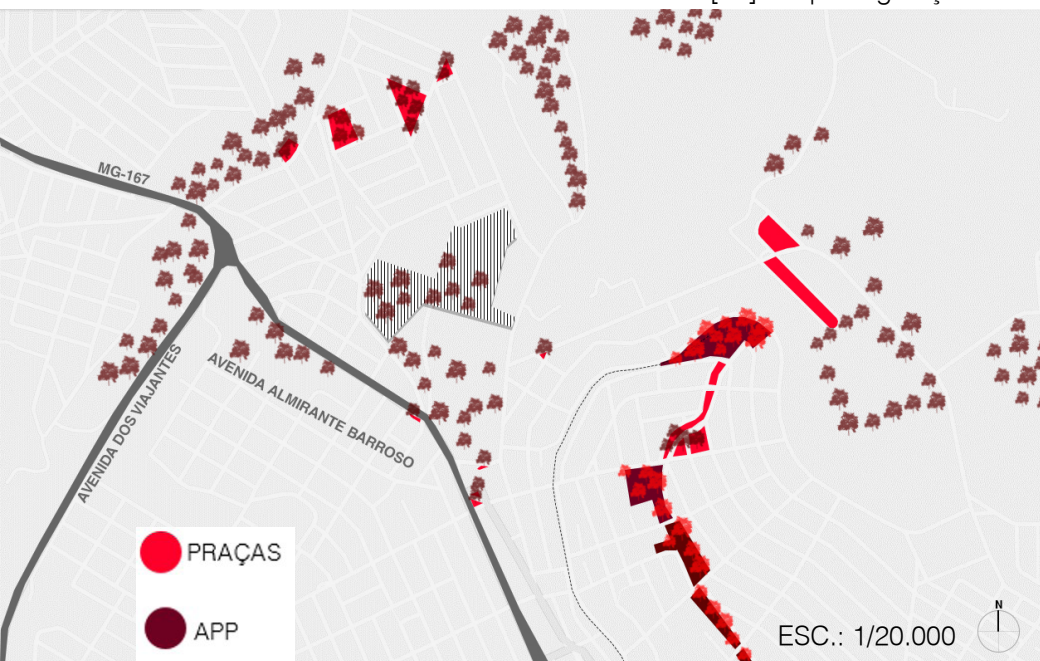 MG-167
AVENIDA DOS VIAJANTES
AVENIDA ALMIRANTE BARROSO
PRAÇAS
APP
ESC.: 1/20.000
N